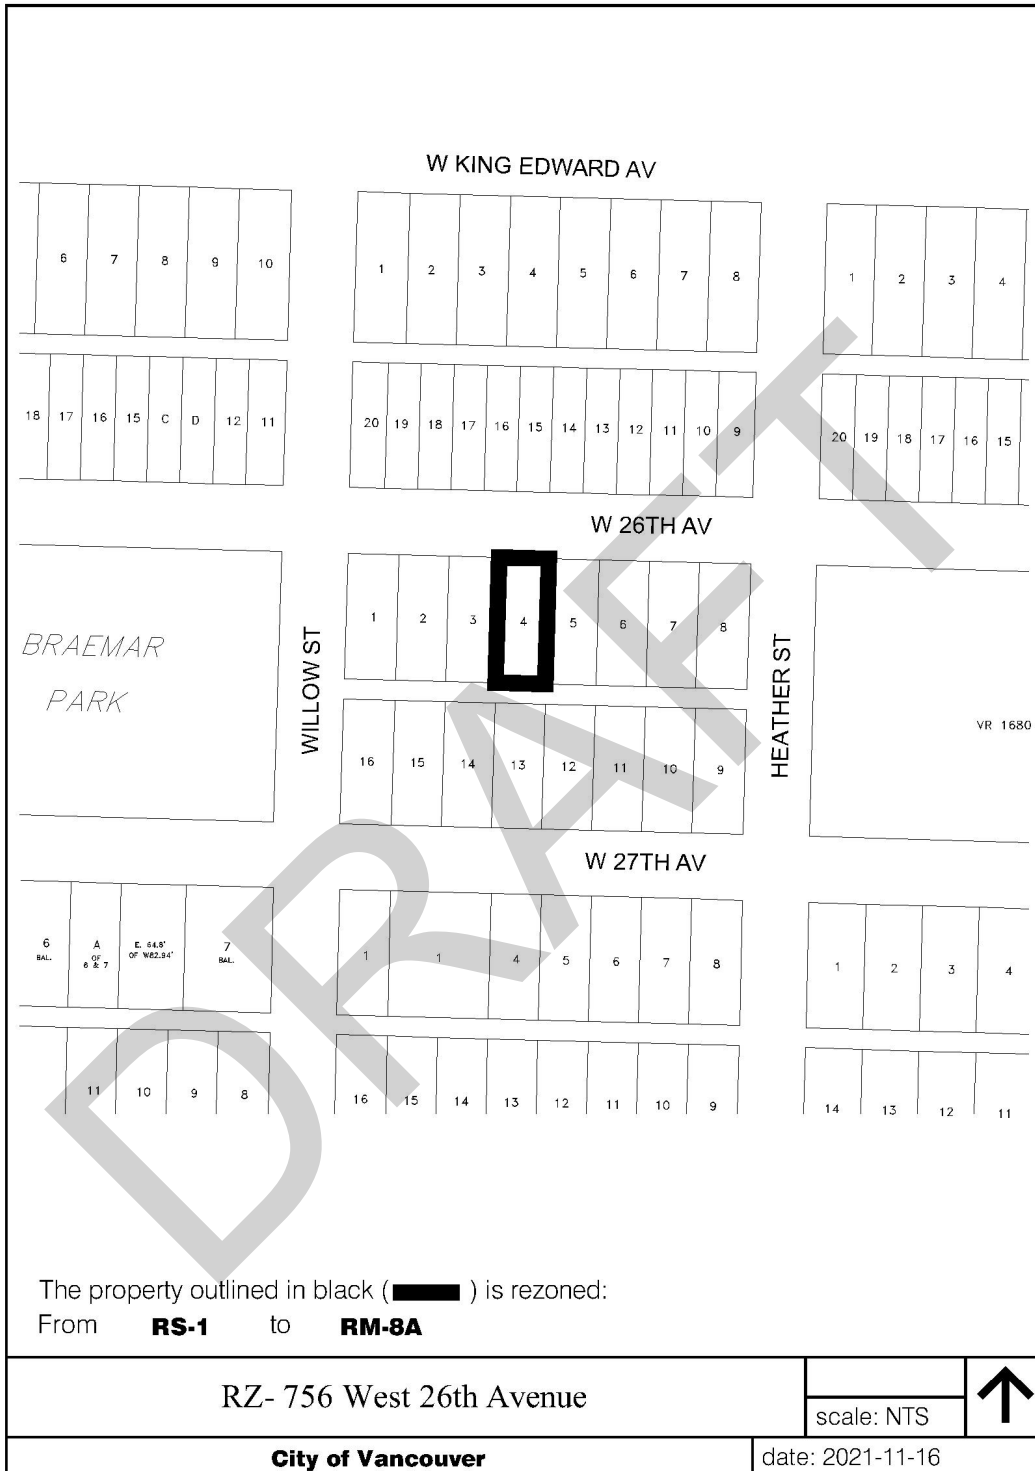 W KING EDWARD AV
6 7 8 9 10 1 2 3 4 5 6 7 8 1 2 3 4
18 17 16 15 C D 12 11 20 19 18 17 16 15 14 13 12 11 10 9 20 19 18 17 16 15
W 26TH AV
1 2 3 4 5 6 7 8
BRAEMAR
PARK
WILLOW ST
HEATHER ST
VR 1680
16 15 14 13 12 11 10 9
W 27TH AV
6 A E. 64.8' 7
BAL. OF OF W82.94' BAL.
6 & 7
1 1 4 5 6 7 8 1 2 3 4
11 10 9 8 16 15 14 13 12 11 10 9 14 13 12 11
DRAFT
The property outlined in black ( ) is rezoned:
From RS-1 to RM-8A
RZ- 756 West 26th Avenue
scale: NTS
City of Vancouver
date: 2021-11-16